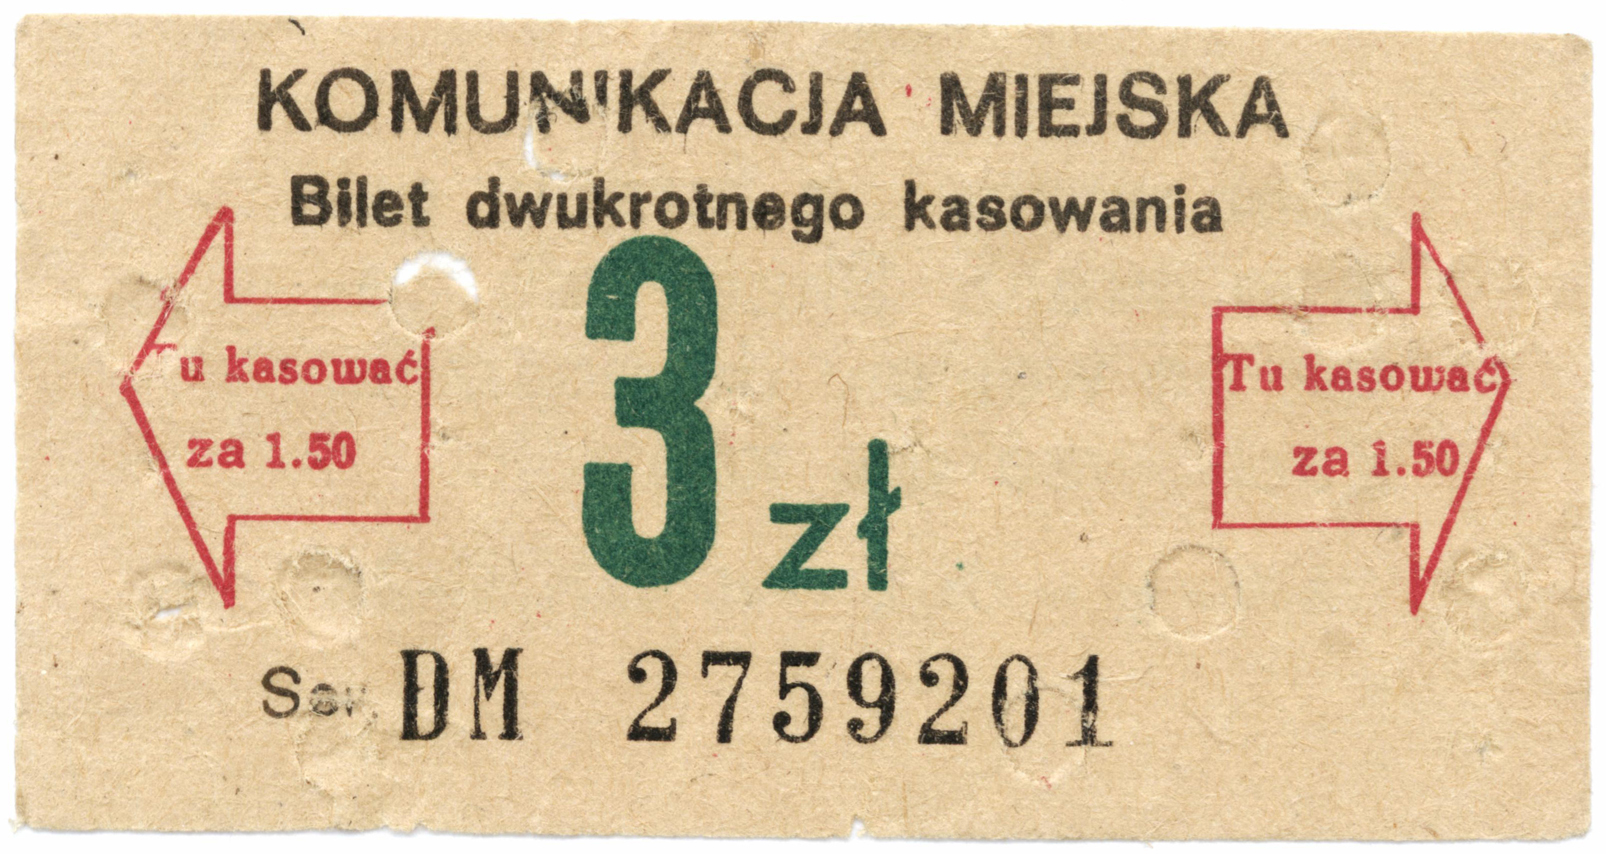 KOMUNIKACJA MIEJSKA
Bilet dwukrotnego kasowania
Tu kasować
za 1.50
3 zł
Tu kasować
za 1.50
Ser. DM 2759201